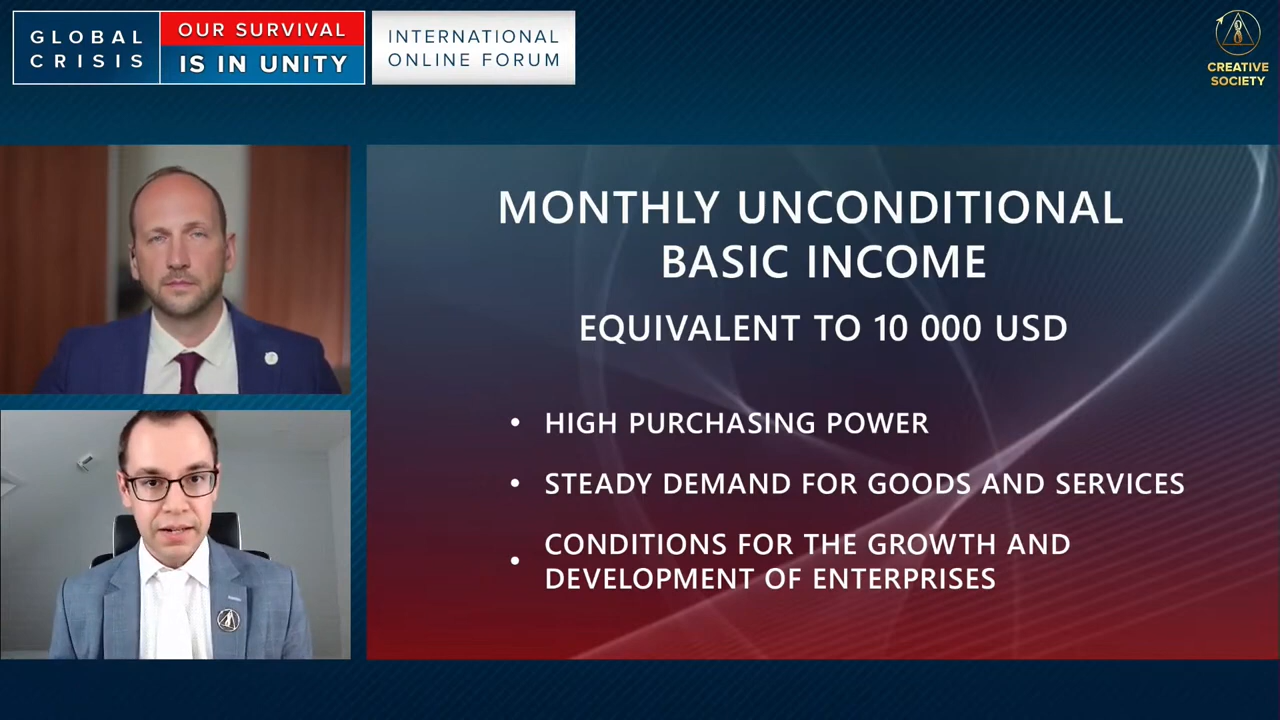 GLOBAL
CRISIS
OUR SURVIVAL
IS IN UNITY
INTERNATIONAL
ONLINE FORUM
CREATIVE
SOCIETY
MONTHLY UNCONDITIONAL
BASIC INCOME
EQUIVALENT TO 10 000 USD
• HIGH PURCHASING POWER
• STEADY DEMAND FOR GOODS AND SERVICES
• CONDITIONS FOR THE GROWTH AND
DEVELOPMENT OF ENTERPRISES